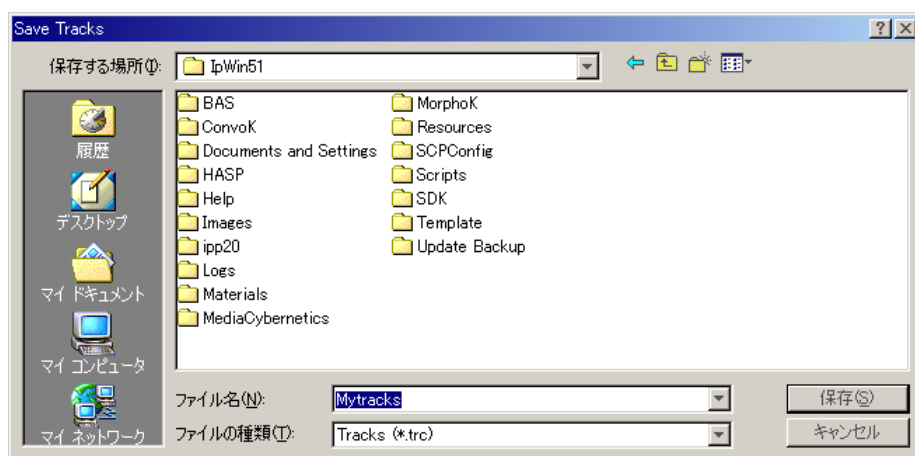 Save Tracks
保存する場所(I):
IpWin51
履歴
デスクトップ
マイ ドキュメント
マイ コンピュータ
マイ ネットワーク
BAS
ConvoK
Documents and Settings
HASP
Help
Images
ipp20
Logs
Materials
MediaCybernetics
MorphoK
Resources
SCPConfig
Scripts
SDK
Template
Update Backup
ファイル名(N):
Mytracks
保存(S)
ファイルの種類(T):
Tracks (*.trc)
キャンセル